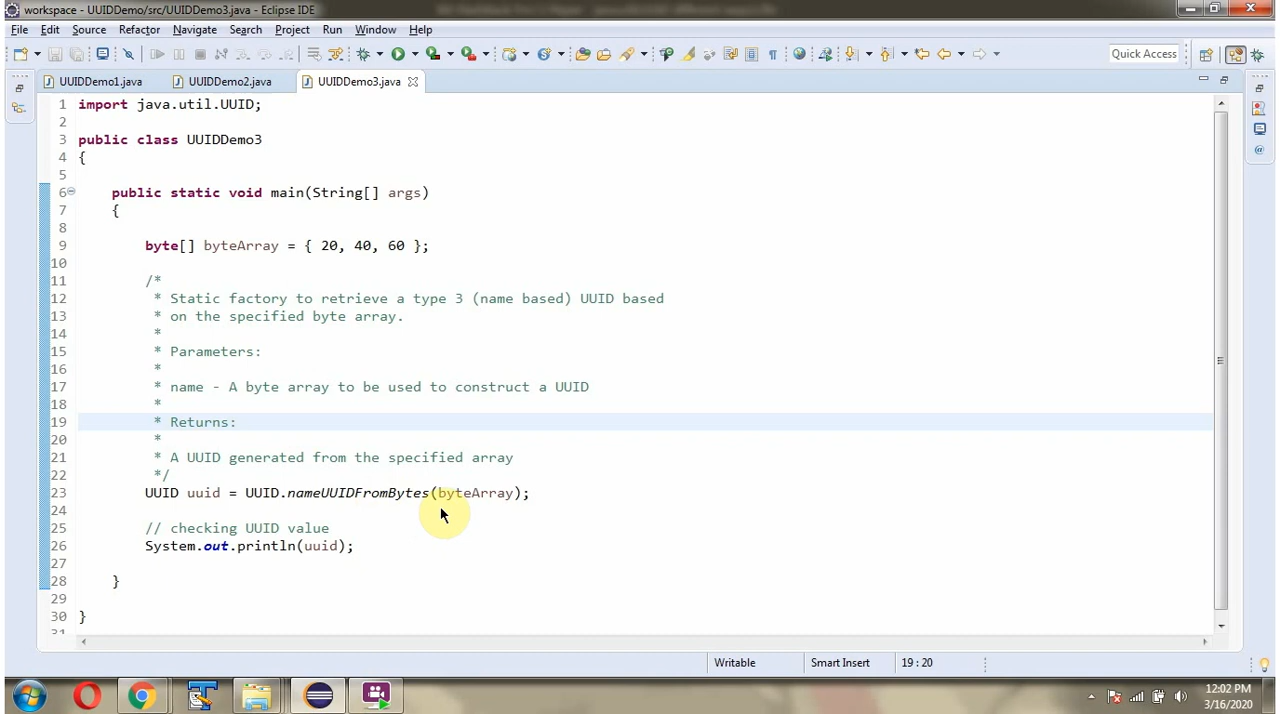 workspace - UUIDDemo/src/UUIDDemo3.java - Eclipse IDE
File Edit Source Refactor Navigate Search Project Run Window Help
Quick Access
UUIDDemo1.java UUIDDemo2.java UUIDDemo3.java
1 import java.util.UUID;
2
3 public class UUIDDemo3
4 {
5
6 public static void main(String[] args)
7 {
8
9 byte[] byteArray = { 20, 40, 60 };
10
11 /*
12 * Static factory to retrieve a type 3 (name based) UUID based
13 * on the specified byte array.
14 *
15 * Parameters:
16 *
17 * name - A byte array to be used to construct a UUID
18 *
19 * Returns:
20 *
21 * A UUID generated from the specified array
22 */
23 UUID uuid = UUID.nameUUIDFromBytes(byteArray);
24
25 // checking UUID value
26 System.out.println(uuid);
27
28 }
29
30 }
31
Writable Smart Insert 19 : 20
12:02 PM
3/16/2020